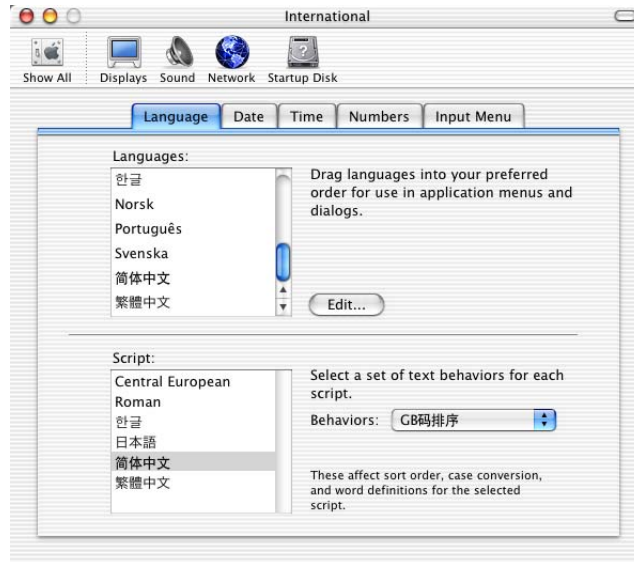 International
Show All
Displays
Sound
Network
Startup Disk
Language
Date
Time
Numbers
Input Menu
Languages:
한글
Norsk
Português
Svenska
简体中文
繁體中文
Drag languages into your preferred
order for use in application menus and
dialogs.
Edit...
Script:
Central European
Roman
한글
日本語
简体中文
繁體中文
Select a set of text behaviors for each
script.
Behaviors:
GB码排序
These affect sort order, case conversion,
and word definitions for the selected
script.